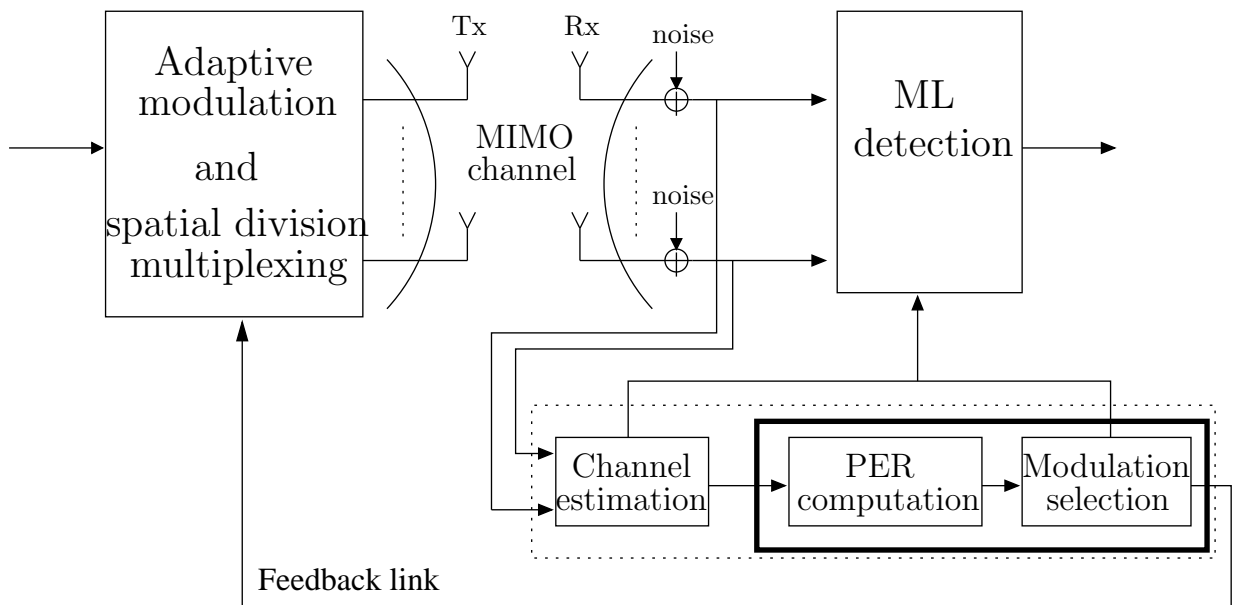 Adaptive
modulation
and
spatial division
multiplexing
Tx
Rx
MIMO
channel
noise
noise
ML
detection
Channel
estimation
PER
computation
Modulation
selection
Feedback link